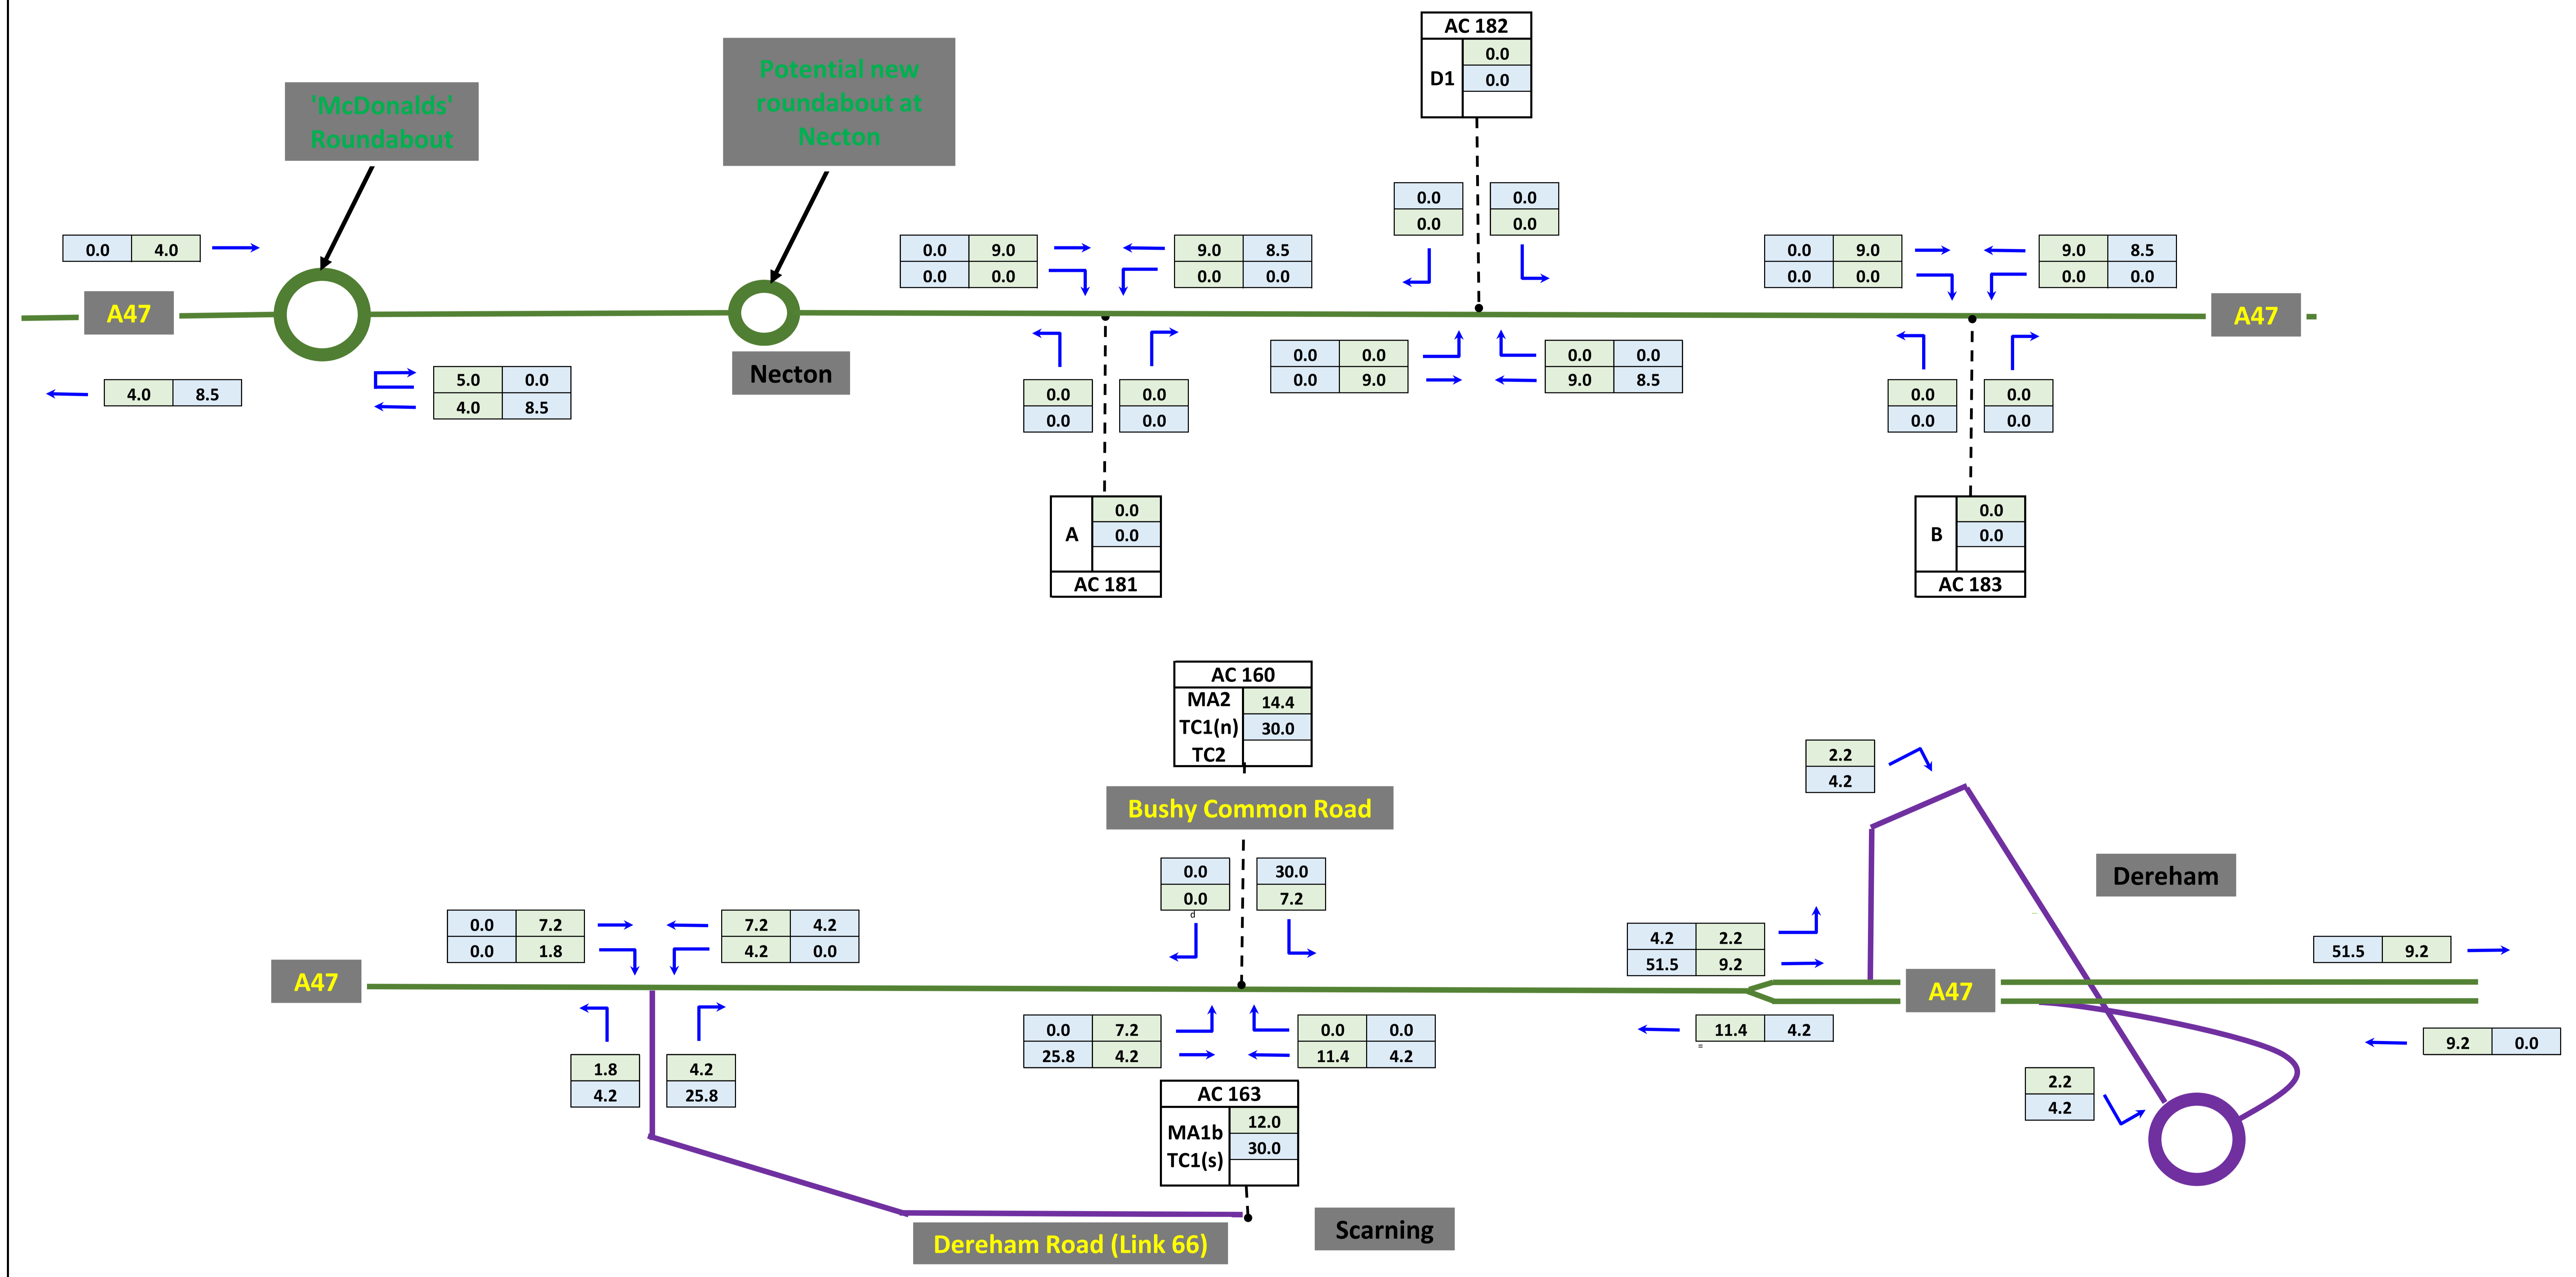 AC 182
0.0
D1
0.0
'McDonalds'
Roundabout
Potential new
roundabout at
Necton
0.0 0.0
0.0 0.0
0.0 4.0
0.0 9.0
0.0 0.0
9.0 8.5
0.0 0.0
0.0 9.0
0.0 0.0
9.0 8.5
0.0 0.0
A47
A47
Necton
4.0 8.5
5.0 0.0
4.0 8.5
0.0 0.0
0.0 0.0
0.0 0.0
0.0 9.0
0.0 0.0
9.0 8.5
0.0 0.0
0.0 0.0
A
0.0
0.0
AC 181
B
0.0
0.0
AC 183
AC 160
MA2 14.4
TC1(n) 30.0
TC2
Bushy Common Road
0.0 30.0
0.0 7.2
d
2.2
4.2
Dereham
0.0 7.2
0.0 1.8
7.2 4.2
4.2 0.0
4.2 2.2
51.5 9.2
51.5 9.2
A47
A47
1.8 4.2
4.2 25.8
0.0 7.2
25.8 4.2
0.0 0.0
11.4 4.2
11.4 4.2
=
9.2 0.0
2.2
4.2
AC 163
MA1b 12.0
TC1(s) 30.0
Scarning
Dereham Road (Link 66)